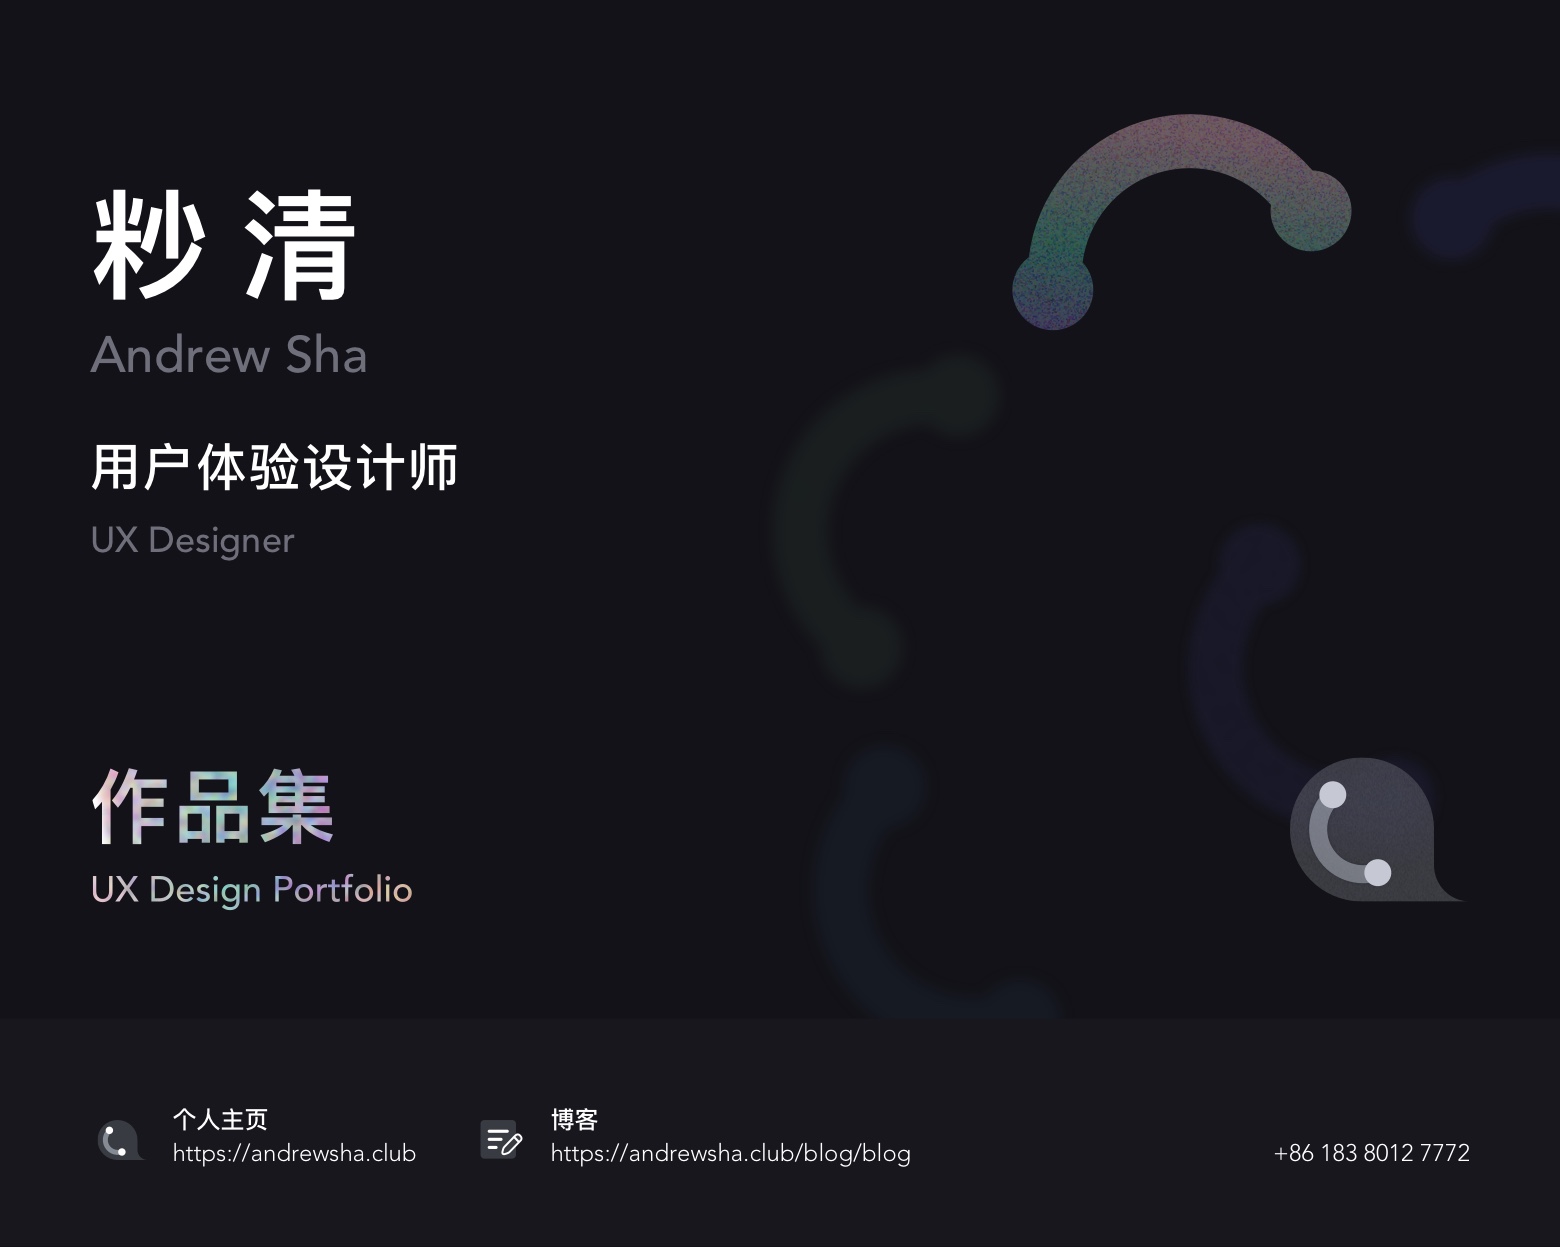 粆 清
Andrew Sha
用户体验设计师
UX Designer
作品集
UX Design Portfolio
个人主页
https://andrewsha.club
博客
https://andrewsha.club/blog/blog
+86 183 8012 7772